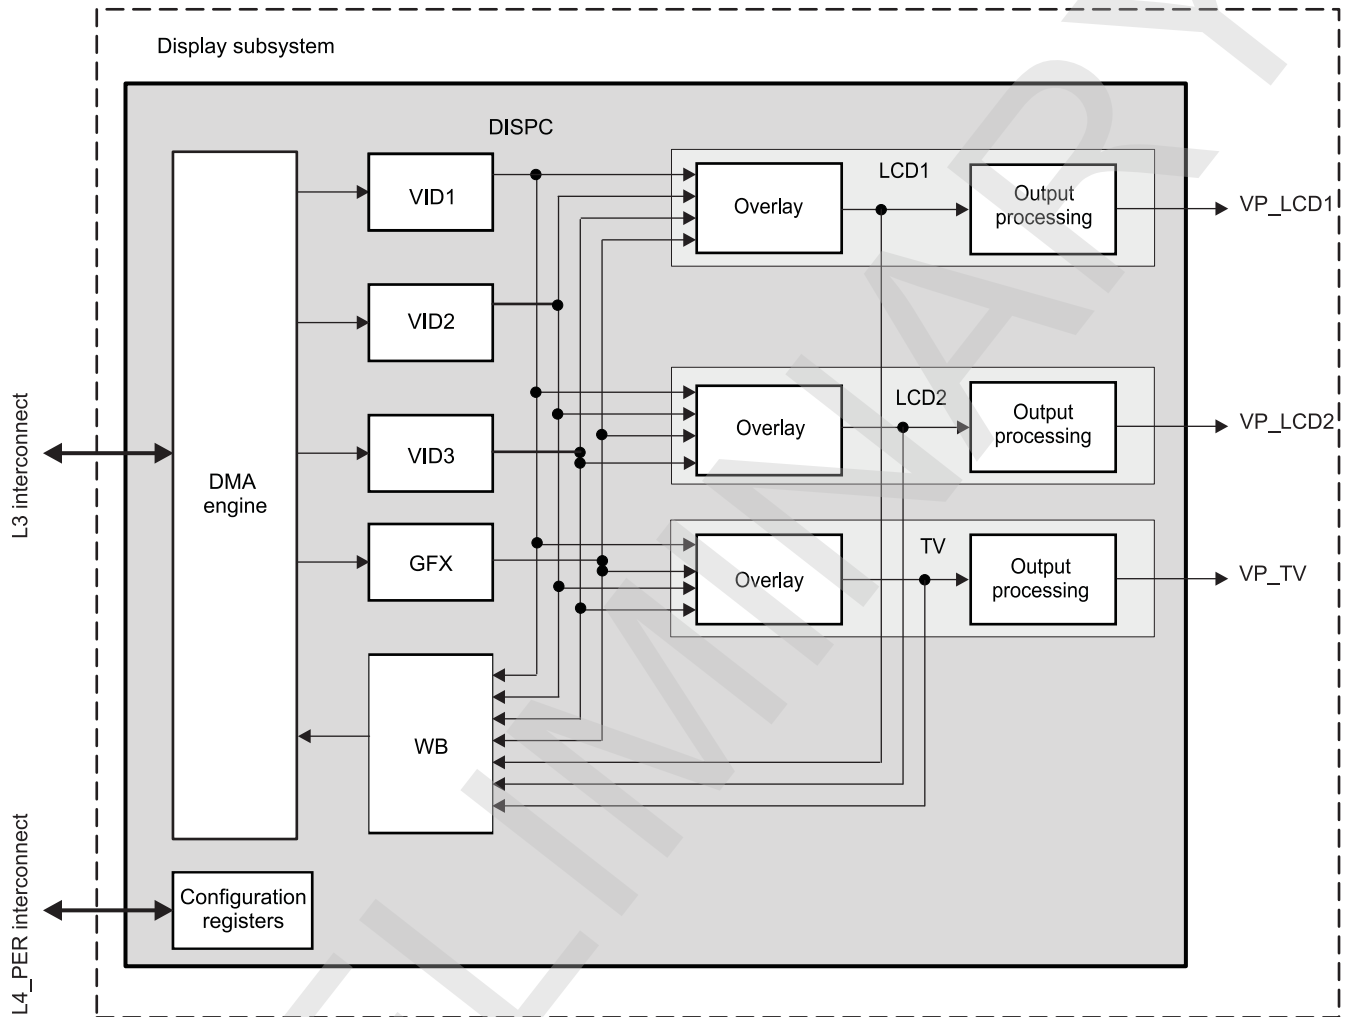 Display subsystem
DISPC
VID1
VID2
VID3
GFX
WB
DMA
engine
Configuration
registers
L3 interconnect
L4_PER interconnect
LCD1
Overlay
Output
processing
VP_LCD1
LCD2
Overlay
Output
processing
VP_LCD2
TV
Overlay
Output
processing
VP_TV